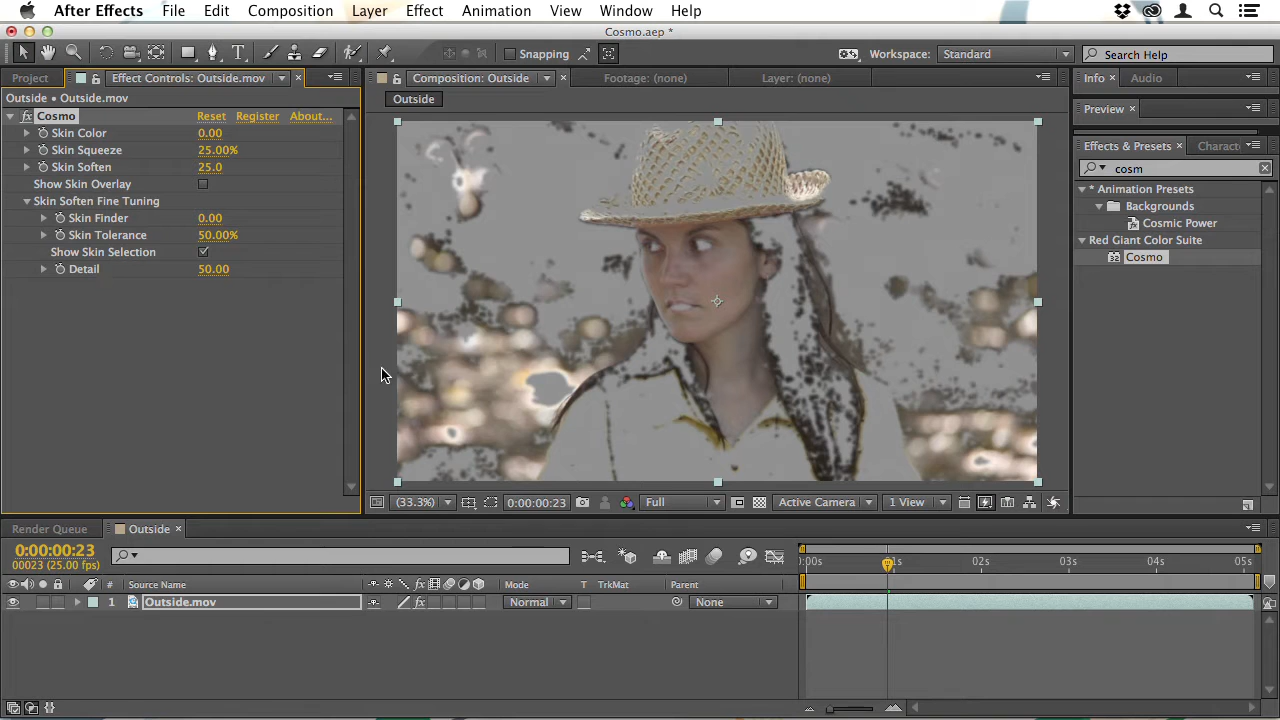 After Effects File Edit Composition Layer Effect Animation View Window Help
Cosmo.aep *
Snapping Workspace: Standard Search Help
Project Effect Controls: Outside.mov Composition: Outside Footage: (none) Layer: (none) Info Audio
Outside • Outside.mov
Outside
Preview
Cosmo Reset Register About...
Skin Color 0.00
Skin Squeeze 25.00%
Skin Soften 25.0
Show Skin Overlay
Skin Soften Fine Tuning
Skin Finder 0.00
Skin Tolerance 50.00%
Show Skin Selection
Detail 50.00
Effects & Presets Charact
cosm
* Animation Presets
Backgrounds
Cosmic Power
Red Giant Color Suite
Cosmo
(33.3%) 0:00:00:23 Full Active Camera 1 View
Render Queue Outside
0:00:00:23
00023 (25.00 fps)
# Source Name Mode T TrkMat Parent
1 Outside.mov Normal None
0:00s 1s 02s 03s 04s 05s